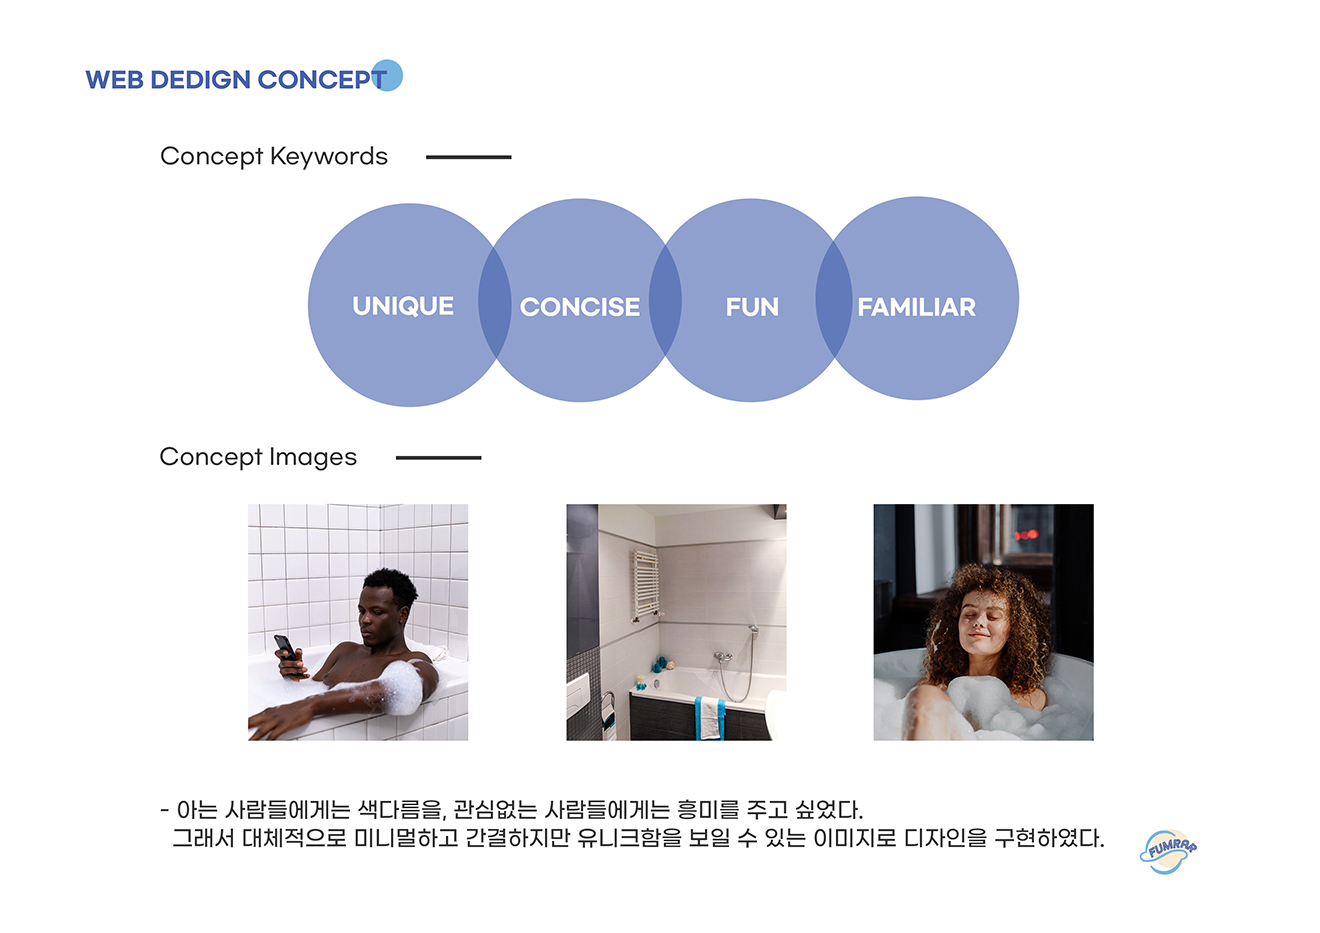 WEB DEDIGN CONCEPT
Concept Keywords
UNIQUE
CONCISE
FUN
FAMILIAR
Concept Images
- 아는 사람들에게는 색다름을, 관심없는 사람들에게는 흥미를 주고 싶었다.
그래서 대체적으로 미니멀하고 간결하지만 유니크함을 보일 수 있는 이미지로 디자인을 구현하였다.
FUMRAR